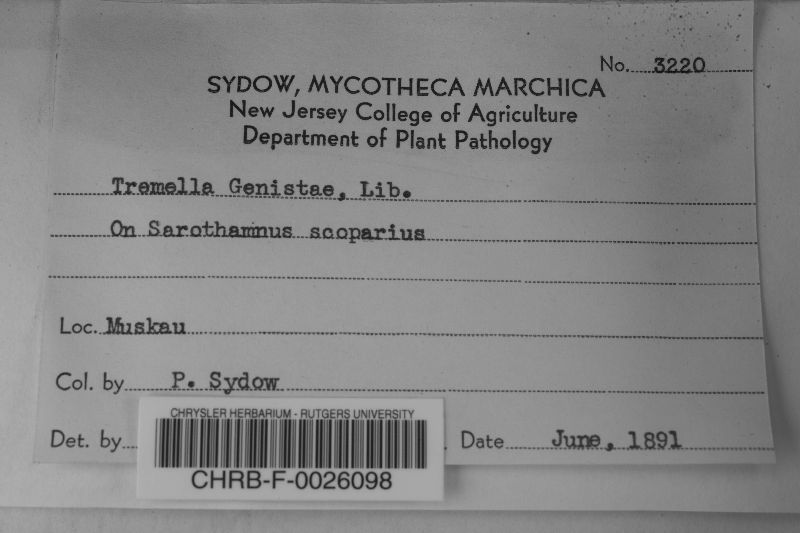 No. 3220
SYDOW, MYCOTHECA MARCHICA
New Jersey College of Agriculture
Department of Plant Pathology
Tremella Genistae, Lib.
On Sarothamnus scoparius
Loc. Muskau
Col. by P. Sydow
Det. by
Date June, 1891
CHRYSLER HERBARIUM - RUTGERS UNIVERSITY
CHRB-F-0026098